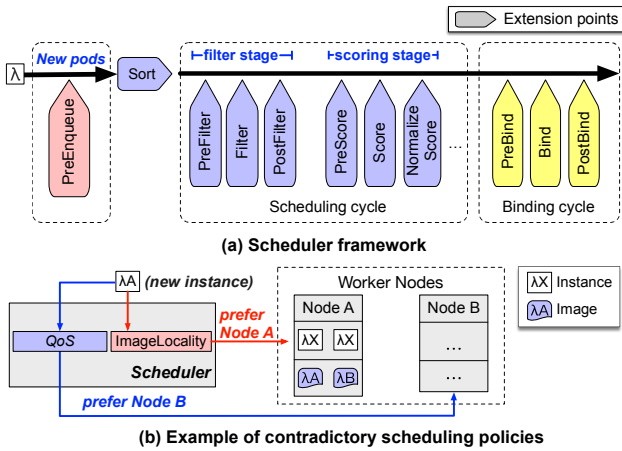 Extension points
New pods
filter stage
scoring stage
λ
Sort
PreEnqueue
PreFilter
Filter
PostFilter
PreScore
Score
Normalize
Score
...
PreBind
Bind
PostBind
Scheduling cycle
Binding cycle
(a) Scheduler framework
λA
(new instance)
QoS
ImageLocality
Scheduler
prefer
Node A
prefer Node B
Worker Nodes
Node A
λX
λX
λA
λB
Node B
...
...
λX Instance
λA Image
(b) Example of contradictory scheduling policies